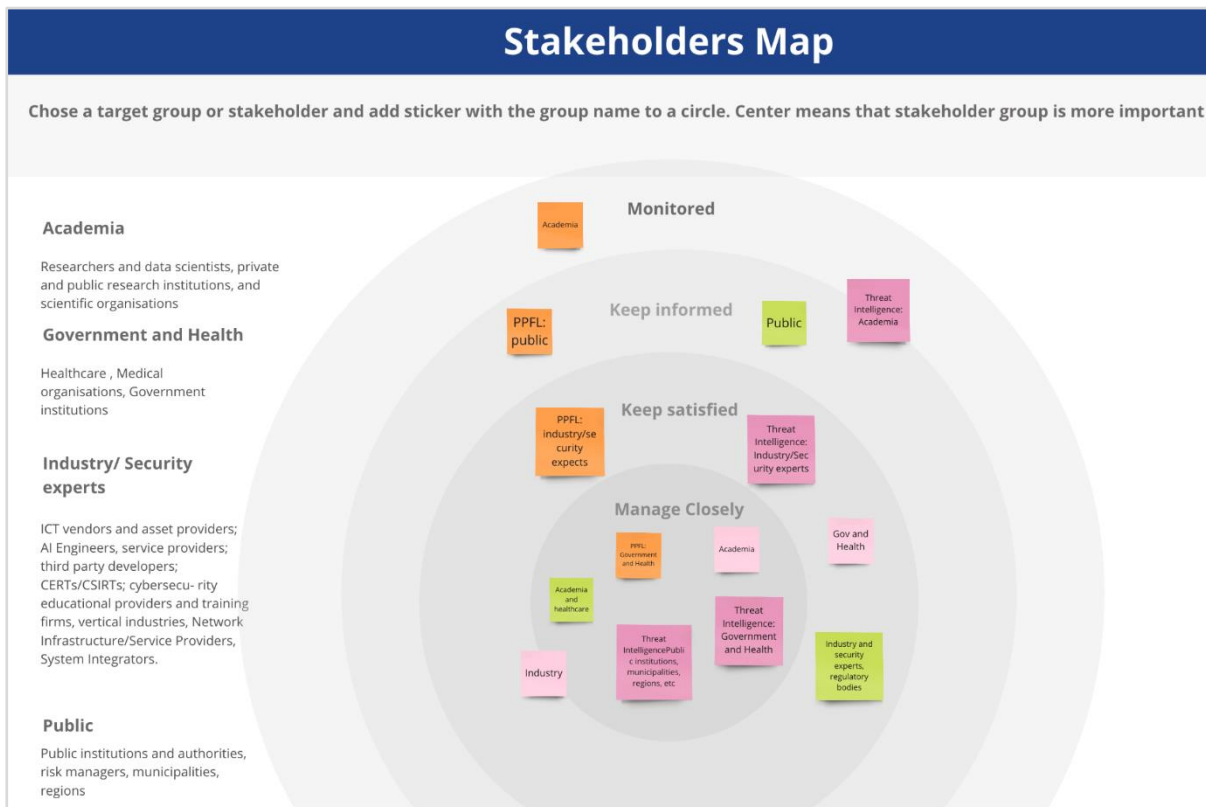 Stakeholders Map
Chose a target group or stakeholder and add sticker with the group name to a circle. Center means that stakeholder group is more important
Academia
Researchers and data scientists, private
and public research institutions, and
scientific organisations
Government and Health
Healthcare , Medical
organisations, Government
institutions
Industry/ Security
experts
ICT vendors and asset providers;
AI Engineers, service providers;
third party developers;
CERTs/CSIRTs; cybersecu- rity
educational providers and training
firms, vertical industries, Network
Infrastructure/Service Providers,
System Integrators.
Public
Public institutions and authorities,
risk managers, municipalities,
regions
Monitored
Academia
Keep informed
PPFL:
public
Public
Threat
Intelligence:
Academia
Keep satisfied
PPFL:
industry/se
curity
expects
Threat
Intelligence:
Industry/Sec
urity experts
Manage Closely
PPFL:
Government
and Health
Academia
Gov and
Health
Academia
and
healthcare
Threat
IntelligencePubli
c institutions,
municipalities,
regions, etc
Threat
Intelligence:
Government
and Health
Industry
Industry and
security
experts,
regulatory
bodies